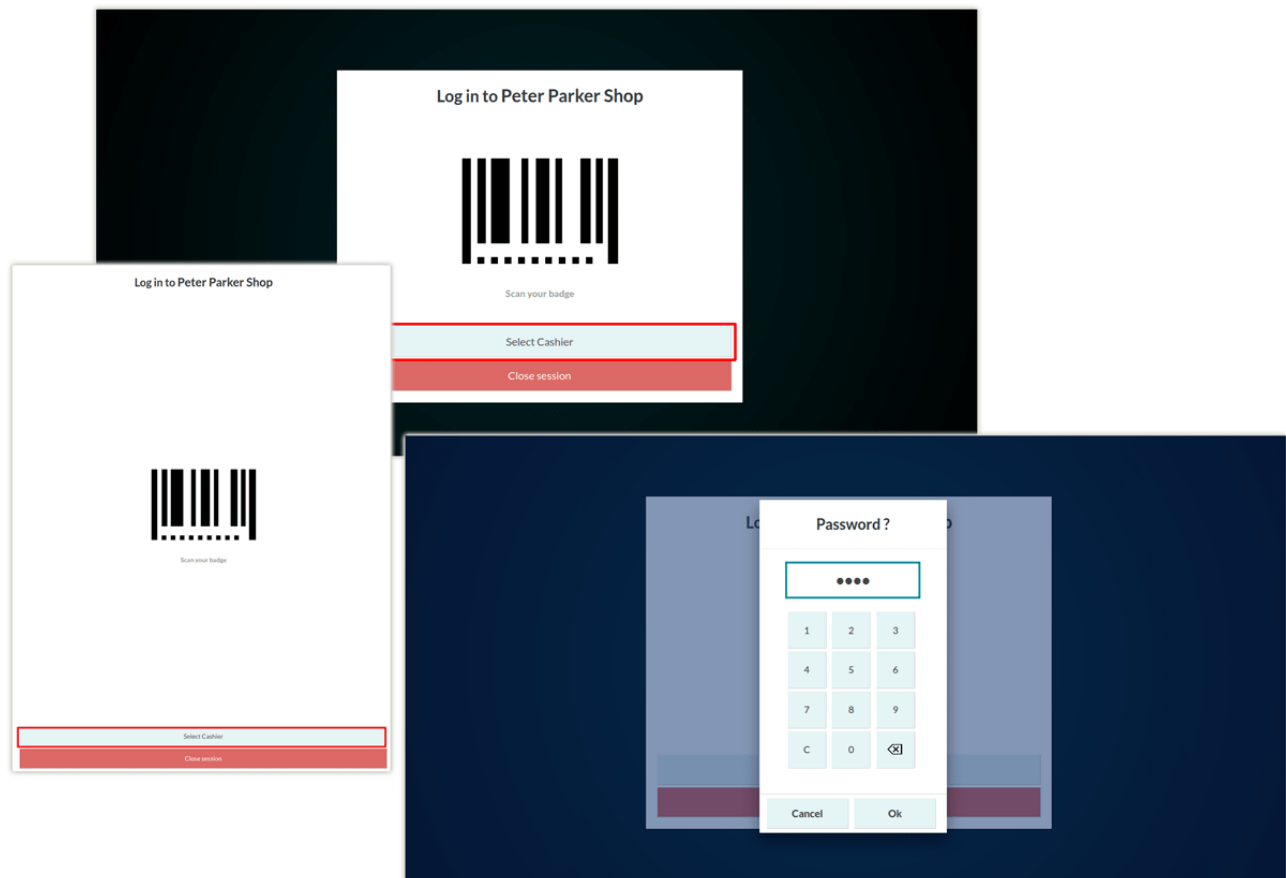 Log in to Peter Parker Shop
Scan your badge
Select Cashier
Close session
Log in to Peter Parker Shop
Scan your badge
Select Cashier
Close session
Password ?
1 2 3
4 5 6
7 8 9
C 0
Cancel Ok